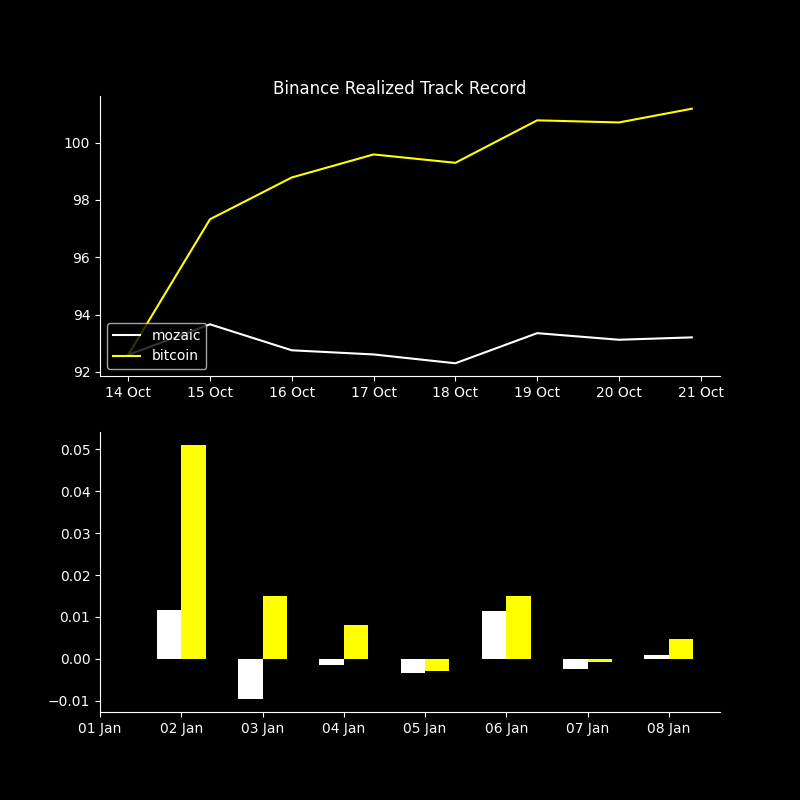 Binance Realized Track Record
100
98
96
94
92
mozaic
bitcoin
14 Oct 15 Oct 16 Oct 17 Oct 18 Oct 19 Oct 20 Oct 21 Oct
0.05
0.04
0.03
0.02
0.01
0.00
−0.01
01 Jan 02 Jan 03 Jan 04 Jan 05 Jan 06 Jan 07 Jan 08 Jan